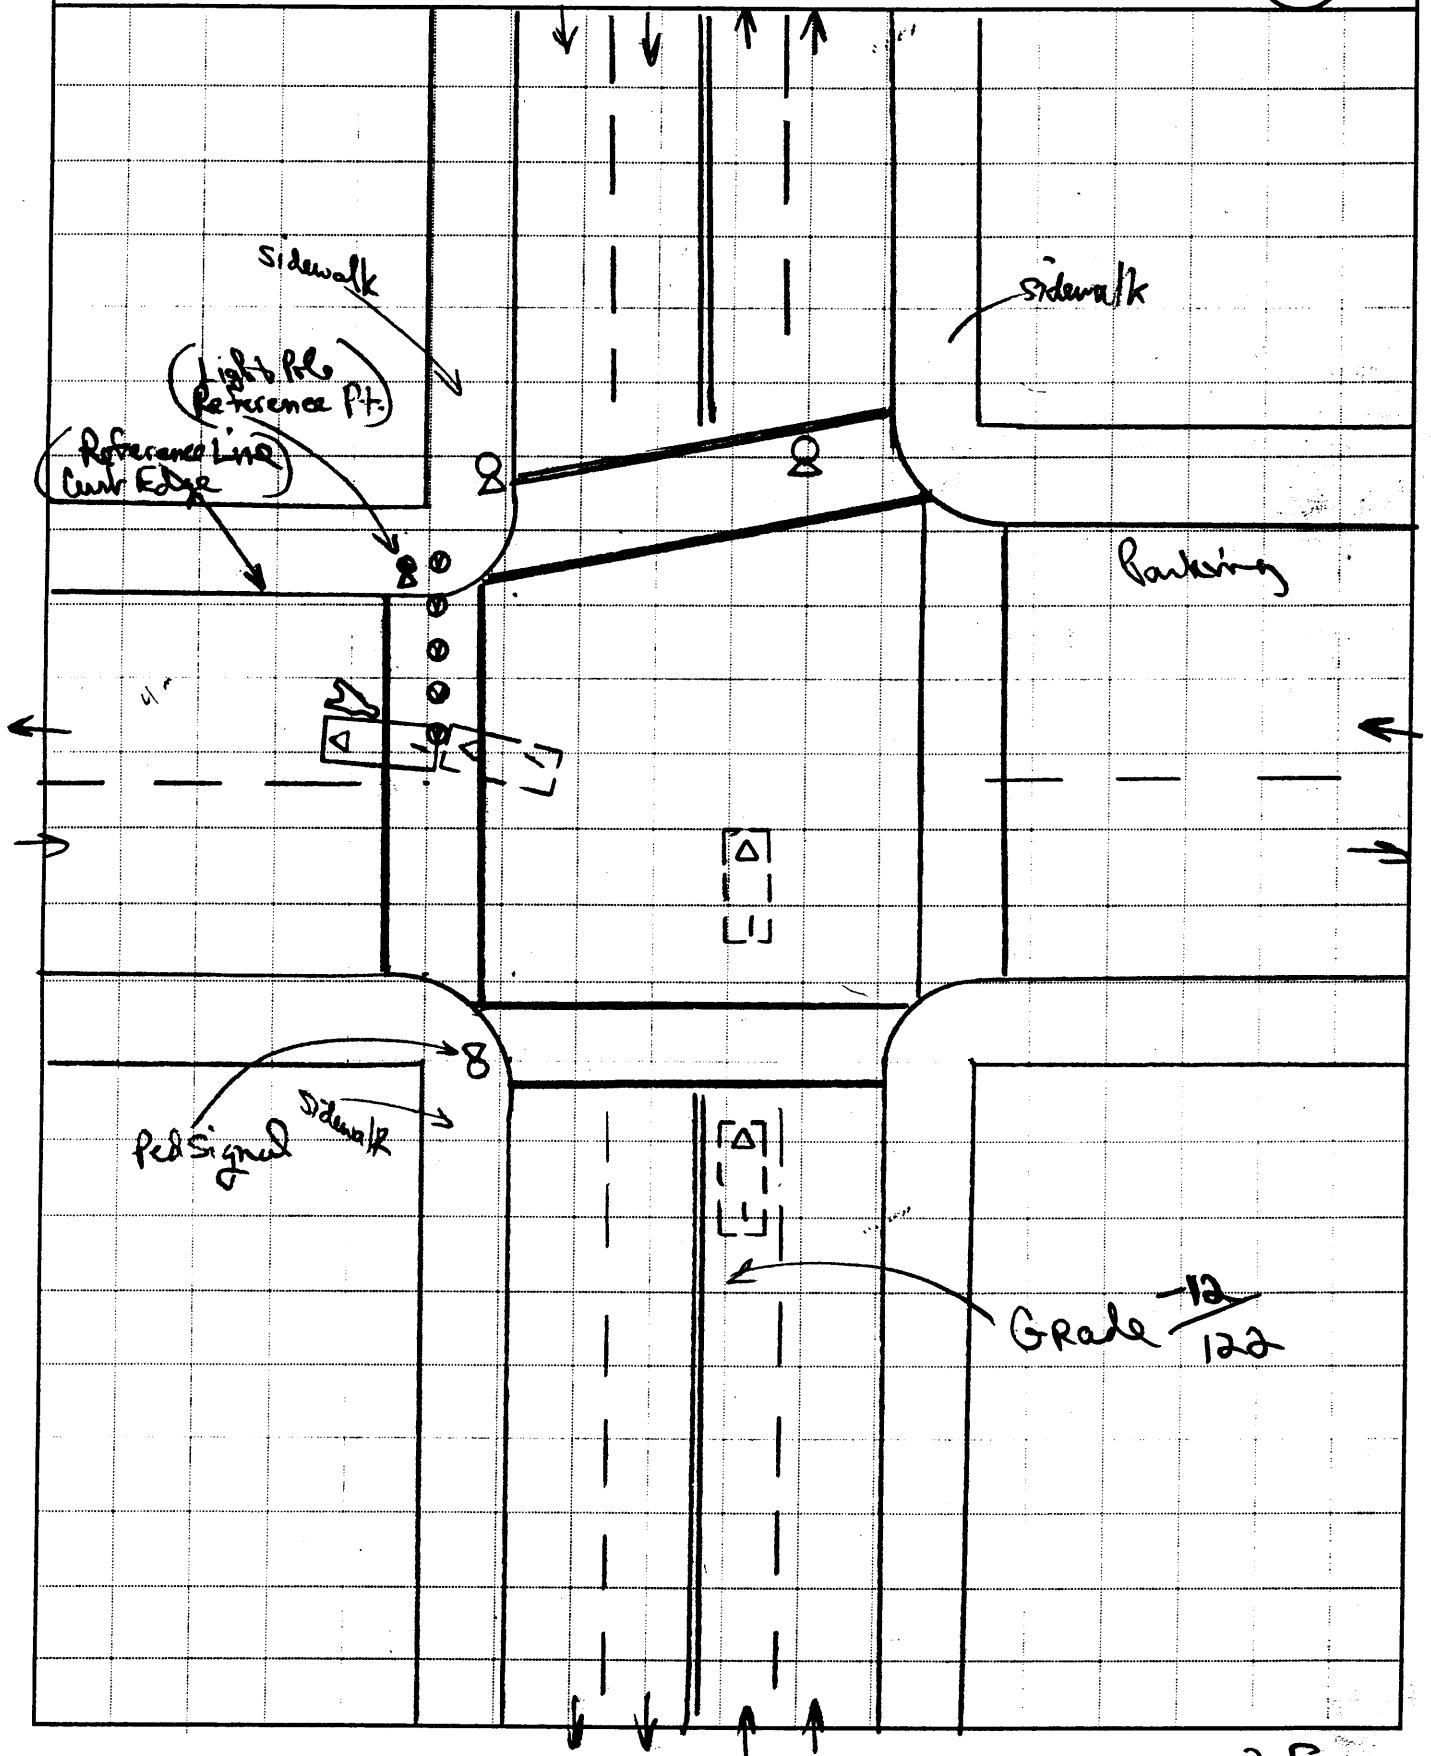 Sidewalk
sidewalk
(Light Pole
Reference Pt.)
(Reference Line
Curb Edge)
Parking
Ped Signal
Sidewalk
Grade -12/122